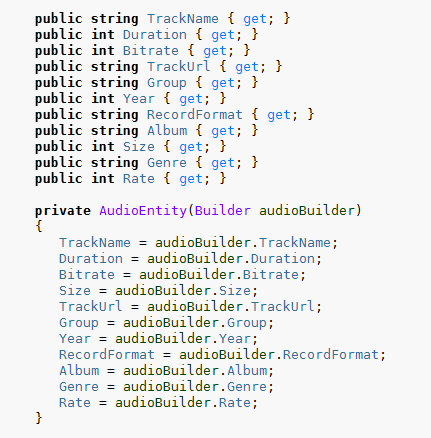 public string TrackName { get; }
public int Duration { get; }
public int Bitrate { get; }
public string TrackUrl { get; }
public string Group { get; }
public int Year { get; }
public string RecordFormat { get; }
public string Album { get; }
public int Size { get; }
public string Genre { get; }
public int Rate { get; }
private AudioEntity(Builder audioBuilder)
{
TrackName = audioBuilder.TrackName;
Duration = audioBuilder.Duration;
Bitrate = audioBuilder.Bitrate;
Size = audioBuilder.Size;
TrackUrl = audioBuilder.TrackUrl;
Group = audioBuilder.Group;
Year = audioBuilder.Year;
RecordFormat = audioBuilder.RecordFormat;
Album = audioBuilder.Album;
Genre = audioBuilder.Genre;
Rate = audioBuilder.Rate;
}